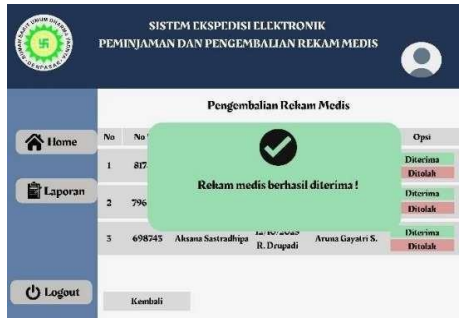 SISTEM EKSPEDISI ELEKTRONIK
PEMINJAMAN DAN PENGEMBALIAN REKAM MEDIS
Pengembalian Rekam Medis
Home
Laporan
Logout
No No Opsi
1 817 Diterima
Ditolak
Rekam medis berhasil diterima !
2 796 Diterima
Ditolak
3 698743 Aksana Sastradhipa R. Drupadi Aruna Gayatri S. Diterima
Ditolak
Kembali